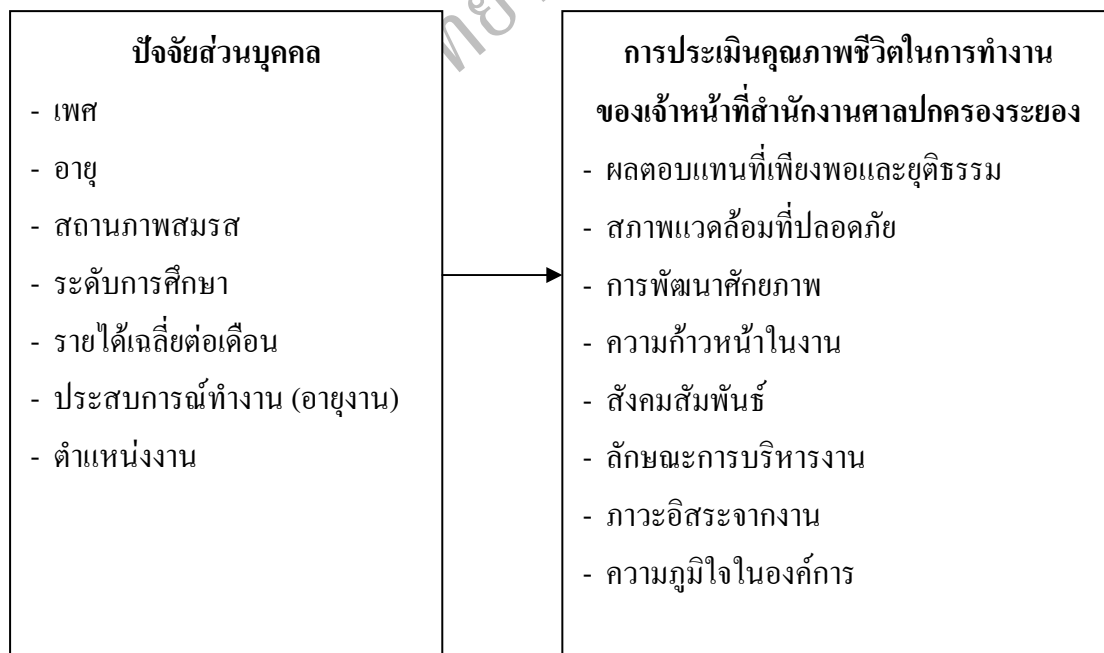 ปัจจัยส่วนบุคคล
- เพศ
- อายุ
- สถานภาพสมรส
- ระดับการศึกษา
- รายได้เฉลี่ยต่อเดือน
- ประสบการณ์ทำงาน (อายุงาน)
- ตำแหน่งงาน
การประเมินคุณภาพชีวิตในการทำงาน
ของเจ้าหน้าที่สำนักงานศาลปกครองระยอง
- ผลตอบแทนที่เพียงพอและยุติธรรม
- สภาพแวดล้อมที่ปลอดภัย
- การพัฒนาศักยภาพ
- ความก้าวหน้าในงาน
- สังคมสัมพันธ์
- ลักษณะการบริหารงาน
- ภาวะอิสระจากงาน
- ความภูมิใจในองค์การ